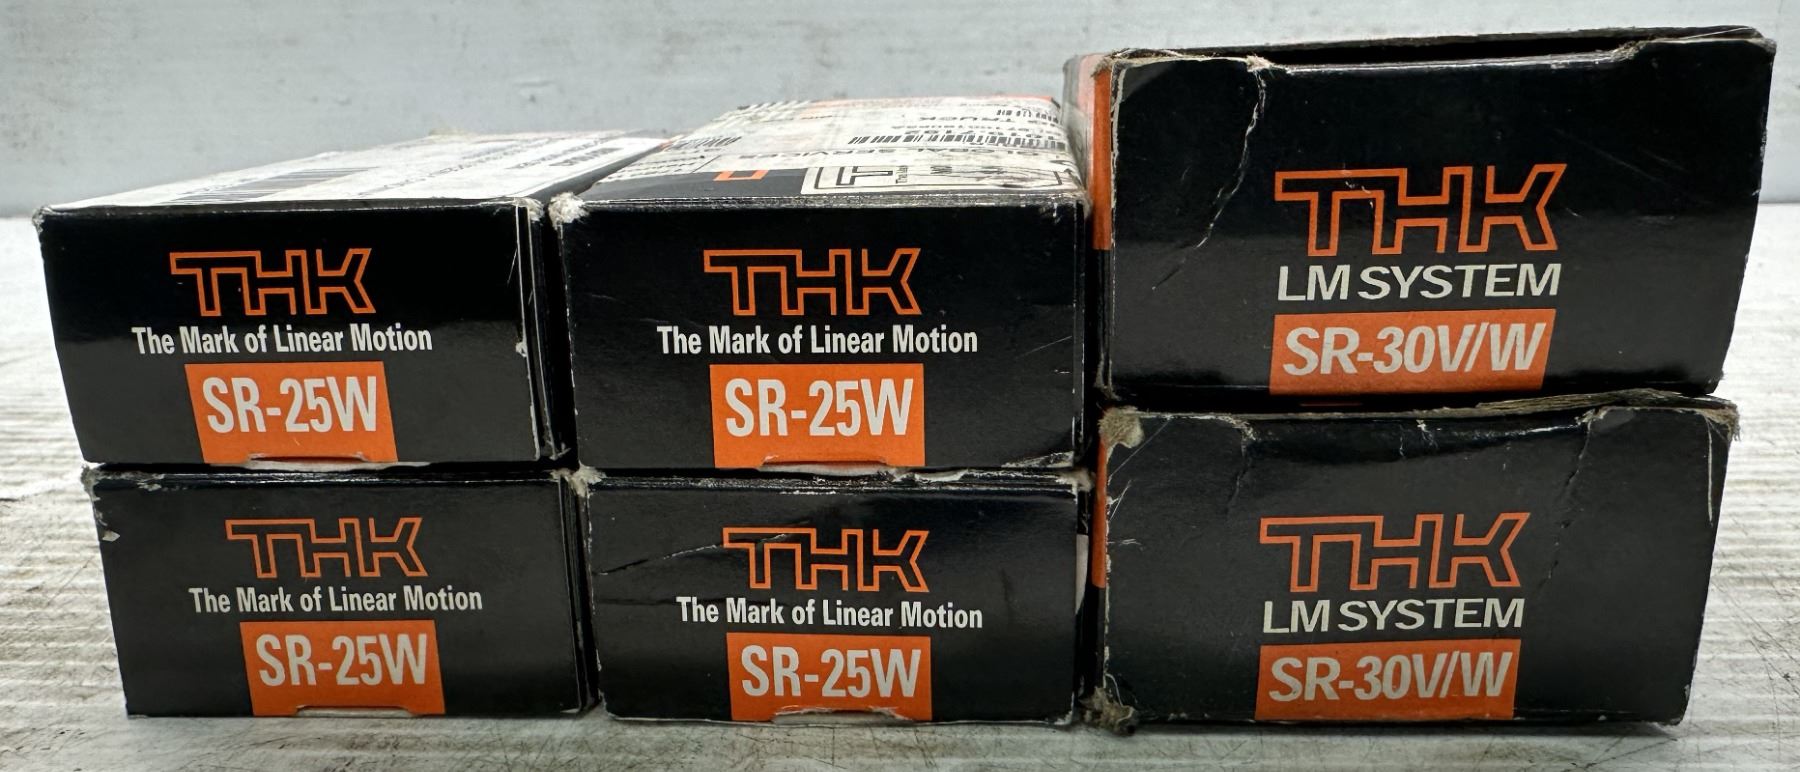 THK
The Mark of Linear Motion
SR-25W
THK
The Mark of Linear Motion
SR-25W
THK
LM SYSTEM
SR-30V/W
THK
The Mark of Linear Motion
SR-25W
THK
The Mark of Linear Motion
SR-25W
THK
LM SYSTEM
SR-30V/W